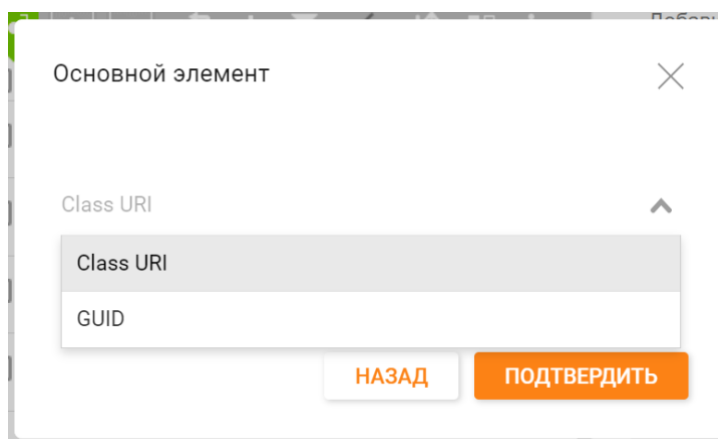 Основной элемент
Class URI
Class URI
GUID
НАЗАД
ПОДТВЕРДИТЬ